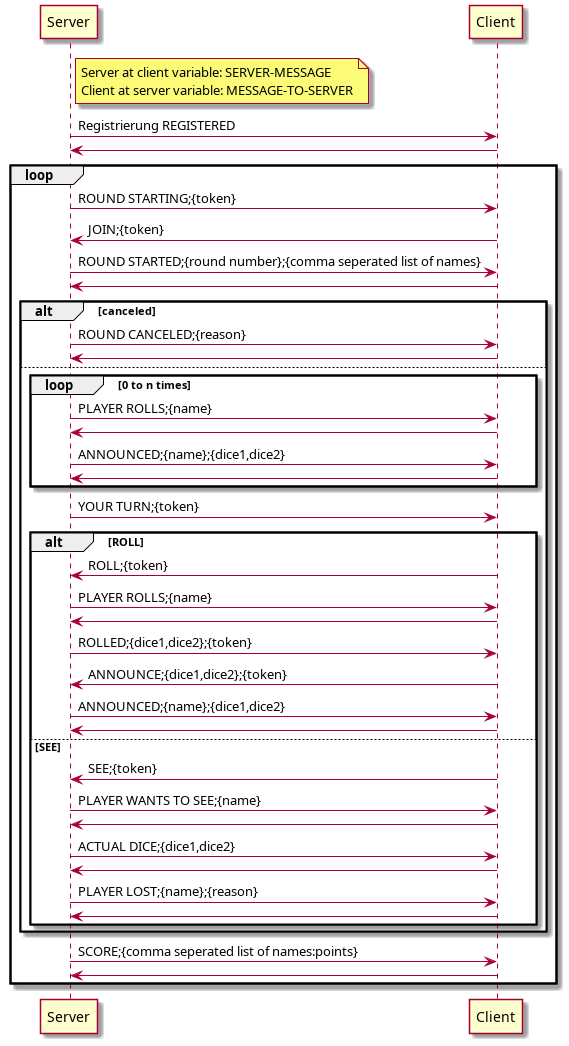 Server
Client
Server at client variable: SERVER-MESSAGE
Client at server variable: MESSAGE-TO-SERVER
Registrierung REGISTERED
loop
ROUND STARTING;{token}
JOIN;{token}
ROUND STARTED;{round number};{comma seperated list of names}
alt [canceled]
ROUND CANCELED;{reason}
loop [0 to n times]
PLAYER ROLLS;{name}
ANNOUNCED;{name};{dice1,dice2}
YOUR TURN;{token}
alt [ROLL]
ROLL;{token}
PLAYER ROLLS;{name}
ROLLED;{dice1,dice2};{token}
ANNOUNCE;{dice1,dice2};{token}
ANNOUNCED;{name};{dice1,dice2}
[SEE]
SEE;{token}
PLAYER WANTS TO SEE;{name}
ACTUAL DICE;{dice1,dice2}
PLAYER LOST;{name};{reason}
SCORE;{comma seperated list of names:points}
Server
Client